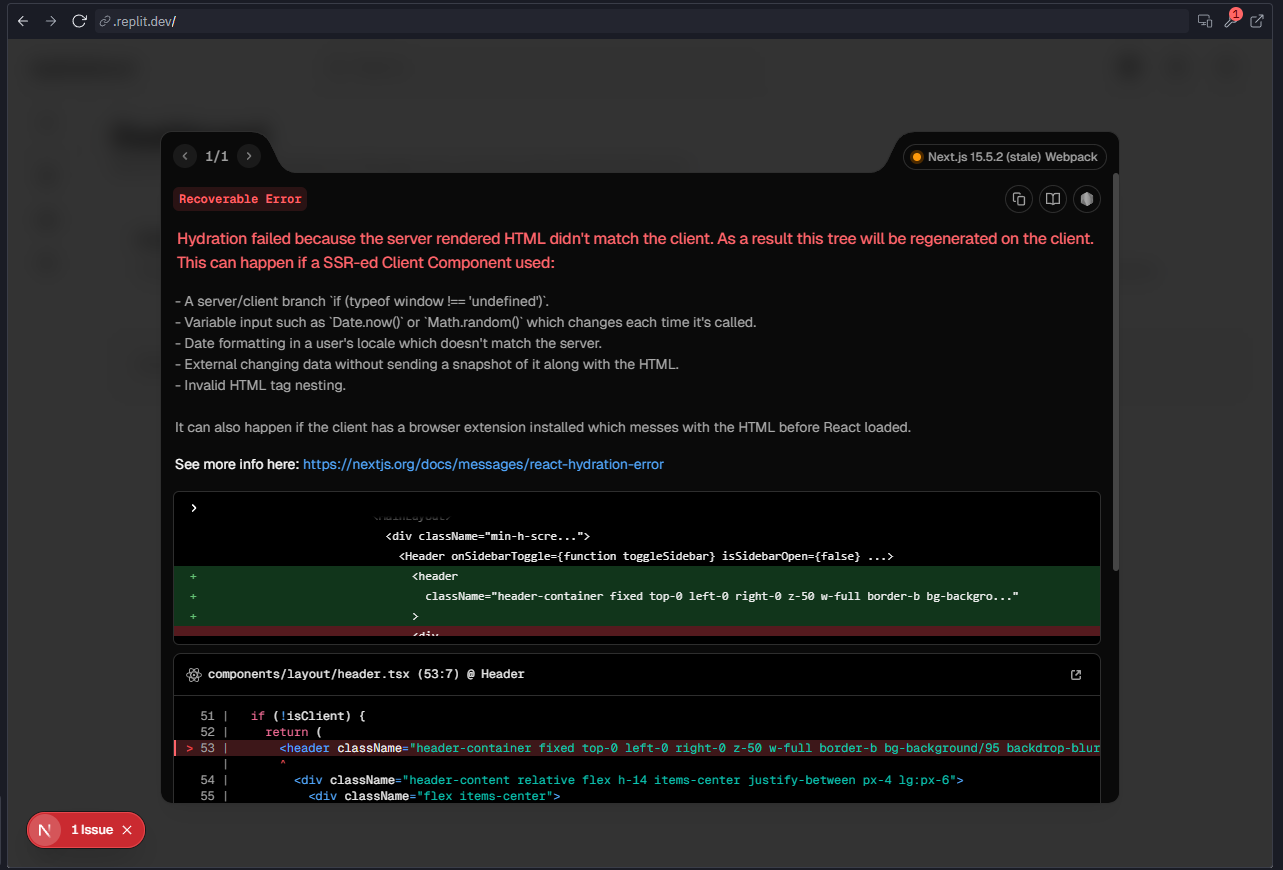 .replit.dev/
1
1/1
Next.js 15.5.2 (stale) Webpack
Recoverable Error
Hydration failed because the server rendered HTML didn't match the client. As a result this tree will be regenerated on the client.
This can happen if a SSR-ed Client Component used:
- A server/client branch `if (typeof window !== 'undefined')`.
- Variable input such as `Date.now()` or `Math.random()` which changes each time it's called.
- Date formatting in a user's locale which doesn't match the server.
- External changing data without sending a snapshot of it along with the HTML.
- Invalid HTML tag nesting.
It can also happen if the client has a browser extension installed which messes with the HTML before React loaded.
See more info here: https://nextjs.org/docs/messages/react-hydration-error
<MainLayout>
<div className="min-h-scre...">
<Header onSidebarToggle={function toggleSidebar} isSidebarOpen={false} ...>
+ <header
+ className="header-container fixed top-0 left-0 right-0 z-50 w-full border-b bg-backgro..."
+ >
<div
components/layout/header.tsx (53:7) @ Header
51 | if (!isClient) {
52 | return (
> 53 | <header className="header-container fixed top-0 left-0 right-0 z-50 w-full border-b bg-background/95 backdrop-blur
| ^
54 | <div className="header-content relative flex h-14 items-center justify-between px-4 lg:px-6">
55 | <div className="flex items-center">
N 1 Issue